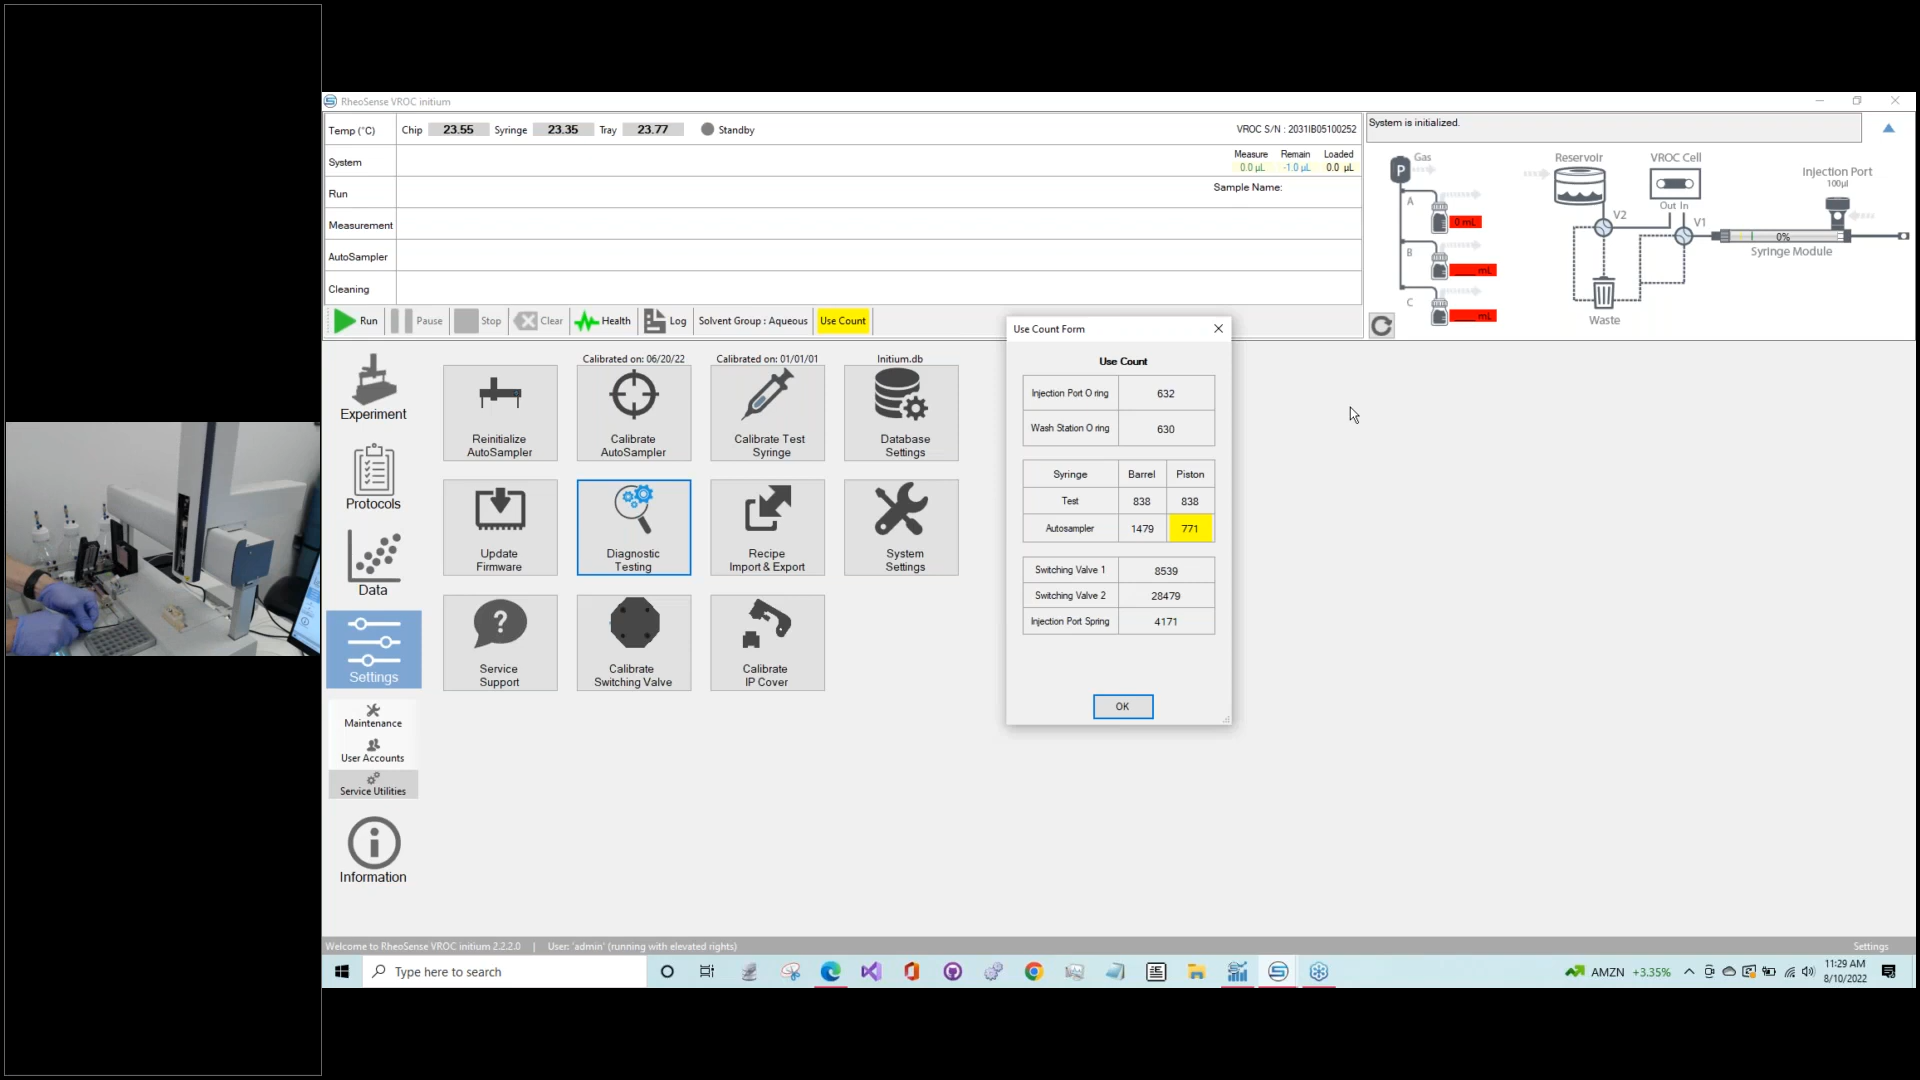 RheoSense VROC initium
Temp (°C) Chip 23.55 Syringe 23.35 Tray 23.77 Standby VROC S/N : 2031IB05100252
System
Measure Remain Loaded
0.0 µL -1.0 µL 0.0 µL
Run
Sample Name:
Measurement
AutoSampler
Cleaning
System is initialized.
Gas
P
A
0 mL
B
____ mL
C
____ mL
Reservoir
VROC Cell
Out In
V2
V1
Injection Port
100µl
0%
Syringe Module
Waste
Run Pause Stop Clear Health Log Solvent Group : Aqueous Use Count
Experiment
Protocols
Data
Settings
Maintenance
User Accounts
Service Utilities
Information
Calibrated on: 06/20/22 Calibrated on: 01/01/01 Initium.db
Reinitialize
AutoSampler
Calibrate
AutoSampler
Calibrate Test
Syringe
Database
Settings
Update
Firmware
Diagnostic
Testing
Recipe
Import & Export
System
Settings
?
Service
Support
Calibrate
Switching Valve
Calibrate
IP Cover
Use Count Form
Use Count
Injection Port O ring 632
Wash Station O ring 630
Syringe Barrel Piston
Test 838 838
Autosampler 1479 771
Switching Valve 1 8539
Switching Valve 2 28479
Injection Port Spring 4171
OK
Welcome to RheoSense VROC initium 2.2.2.0 | User: 'admin' (running with elevated rights) Settings
Type here to search
AMZN +3.35%
11:29 AM
8/10/2022